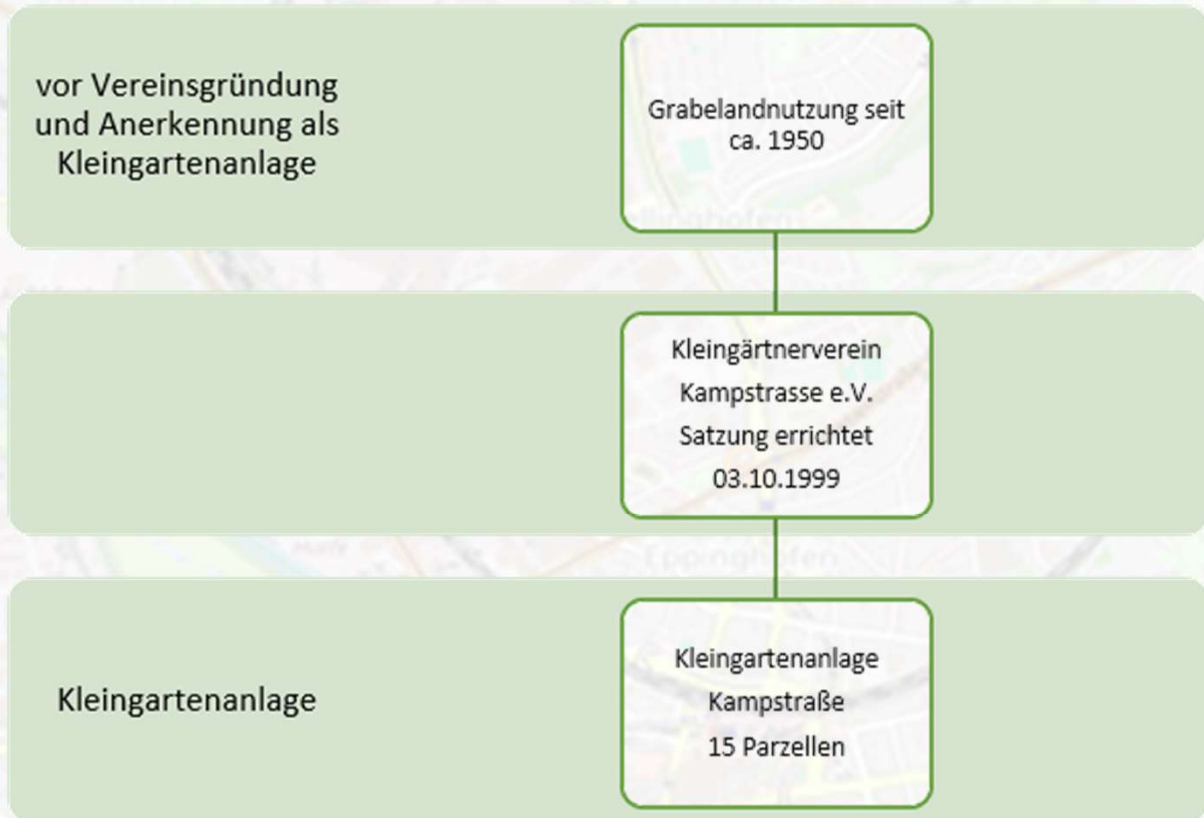 vor Vereinsgründung
und Anerkennung als
Kleingartenanlage
Grabelandnutzung seit
ca. 1950
Kleingärtnerverein
Kampstrasse e.V.
Satzung errichtet
03.10.1999
Eppinghofen
Kleingartenanlage
Kleingartenanlage
Kampstraße
15 Parzellen